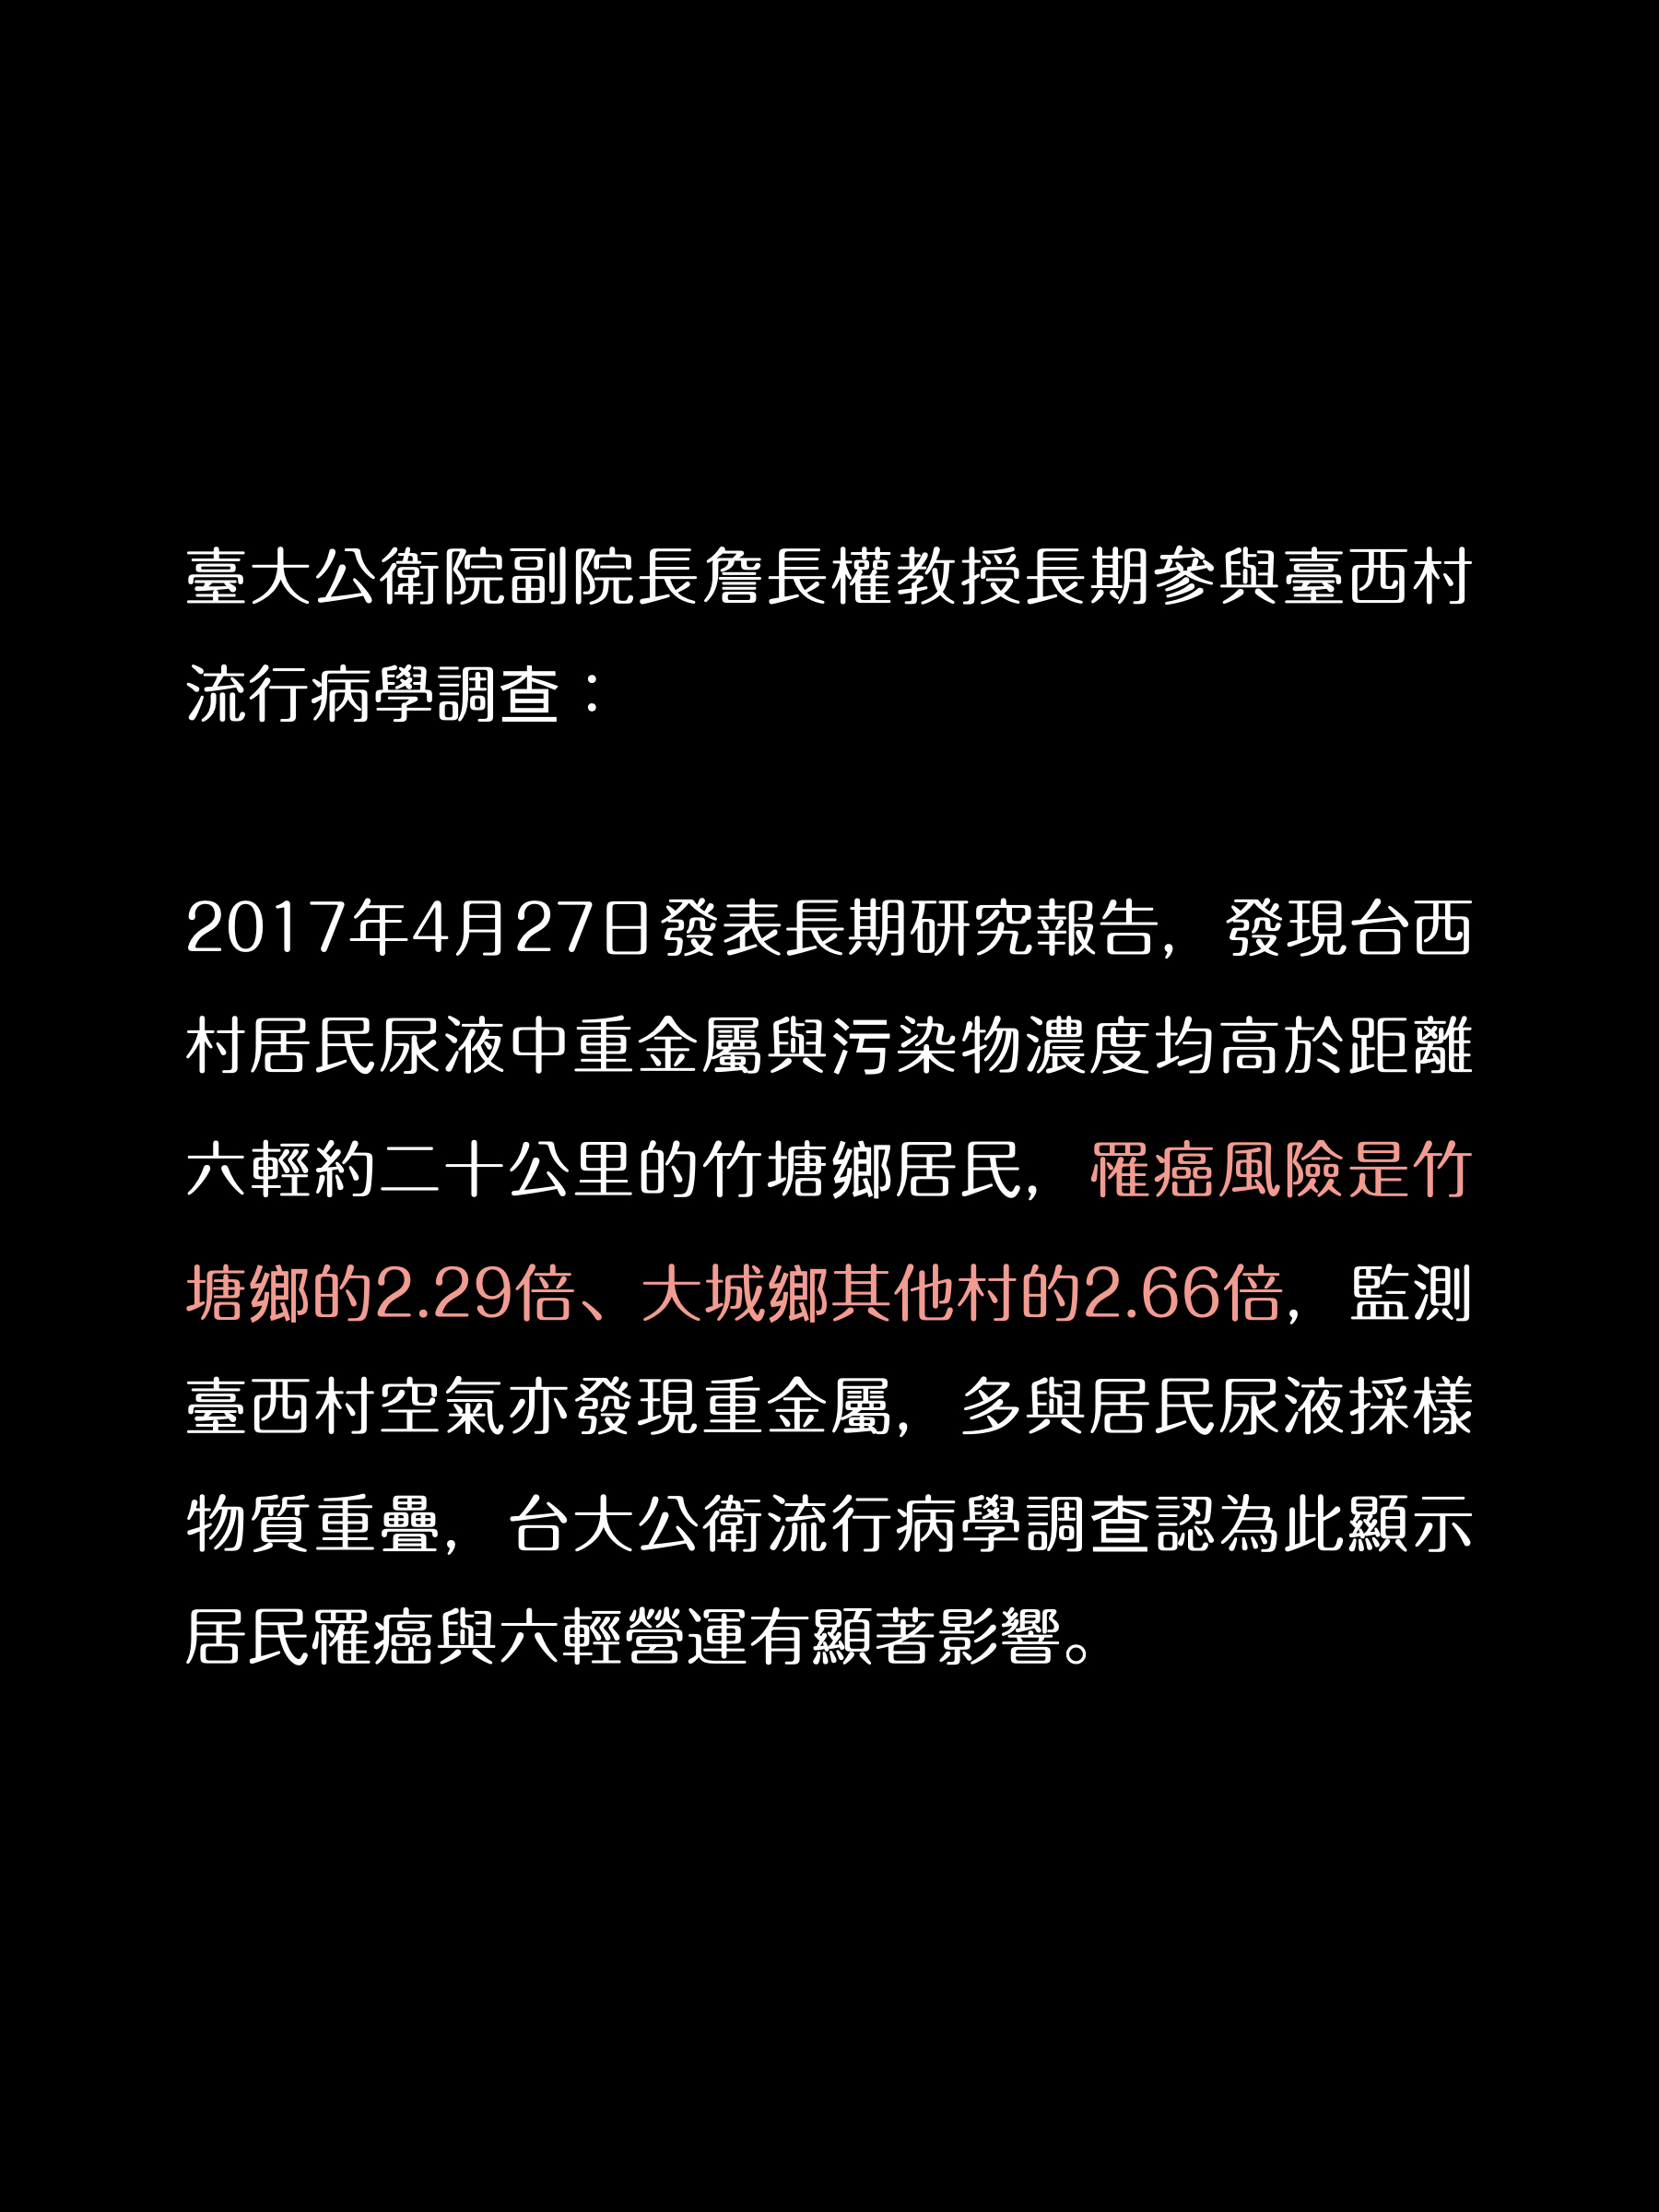 臺大公衛院副院長詹長權教授長期參與臺西村
流行病學調查：
2017年4月27日發表長期研究報告，發現台西
村居民尿液中重金屬與污染物濃度均高於距離
六輕約二十公里的竹塘鄉居民，罹癌風險是竹
塘鄉的2.29倍、大城鄉其他村的2.66倍，監測
臺西村空氣亦發現重金屬，多與居民尿液採樣
物質重疊，台大公衛流行病學調查認為此顯示
居民罹癌與六輕營運有顯著影響。